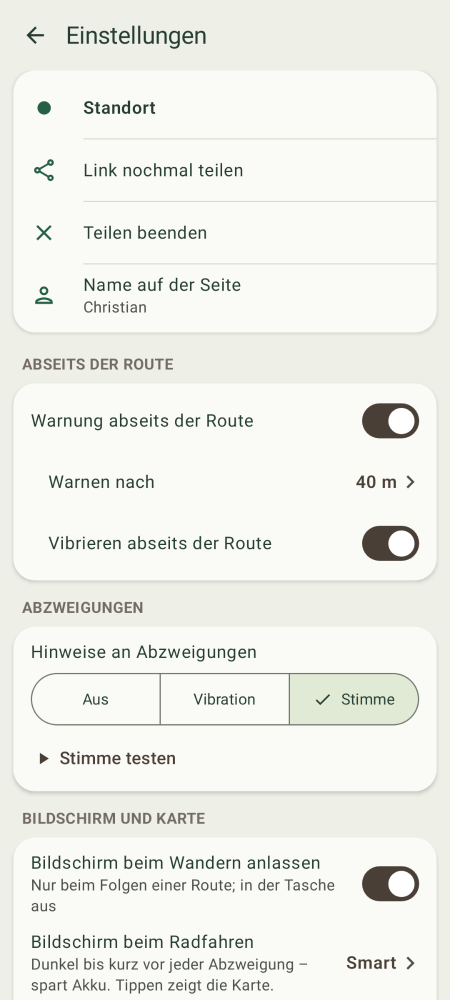 Einstellungen
Standort
Link nochmal teilen
Teilen beenden
Name auf der Seite
Christian
ABSEITS DER ROUTE
Warnung abseits der Route
Warnen nach
40 m
Vibrieren abseits der Route
ABZWEIGUNGEN
Hinweise an Abzweigungen
Aus
Vibration
Stimme
Stimme testen
BILDSCHIRM UND KARTE
Bildschirm beim Wandern anlassen
Nur beim Folgen einer Route; in der Tasche
aus
Bildschirm beim Radfahren
Dunkel bis kurz vor jeder Abzweigung –
spart Akku. Tippen zeigt die Karte.
Smart